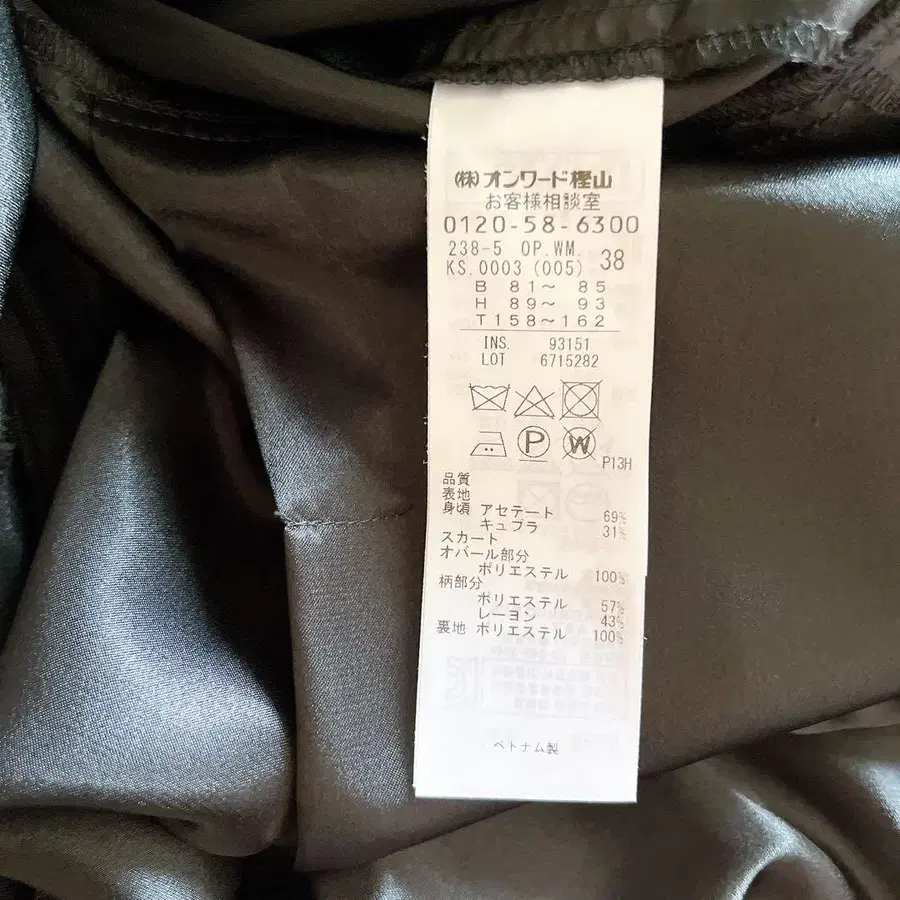 (株)オンワード樫山
お客様相談室
0120-58-6300
238-5 OP.WM.
KS.0003 (005) 38
B 81～ 85
H 89～ 93
T158～162
INS. 93151
LOT 6715282
P W
P13H
品質
表地
身頃 アセテート 69%
キュプラ 31%
スカート
オパール部分
ポリエステル 100%
柄部分
ポリエステル 57%
レーヨン 43%
裏地 ポリエステル 100%
ベトナム製